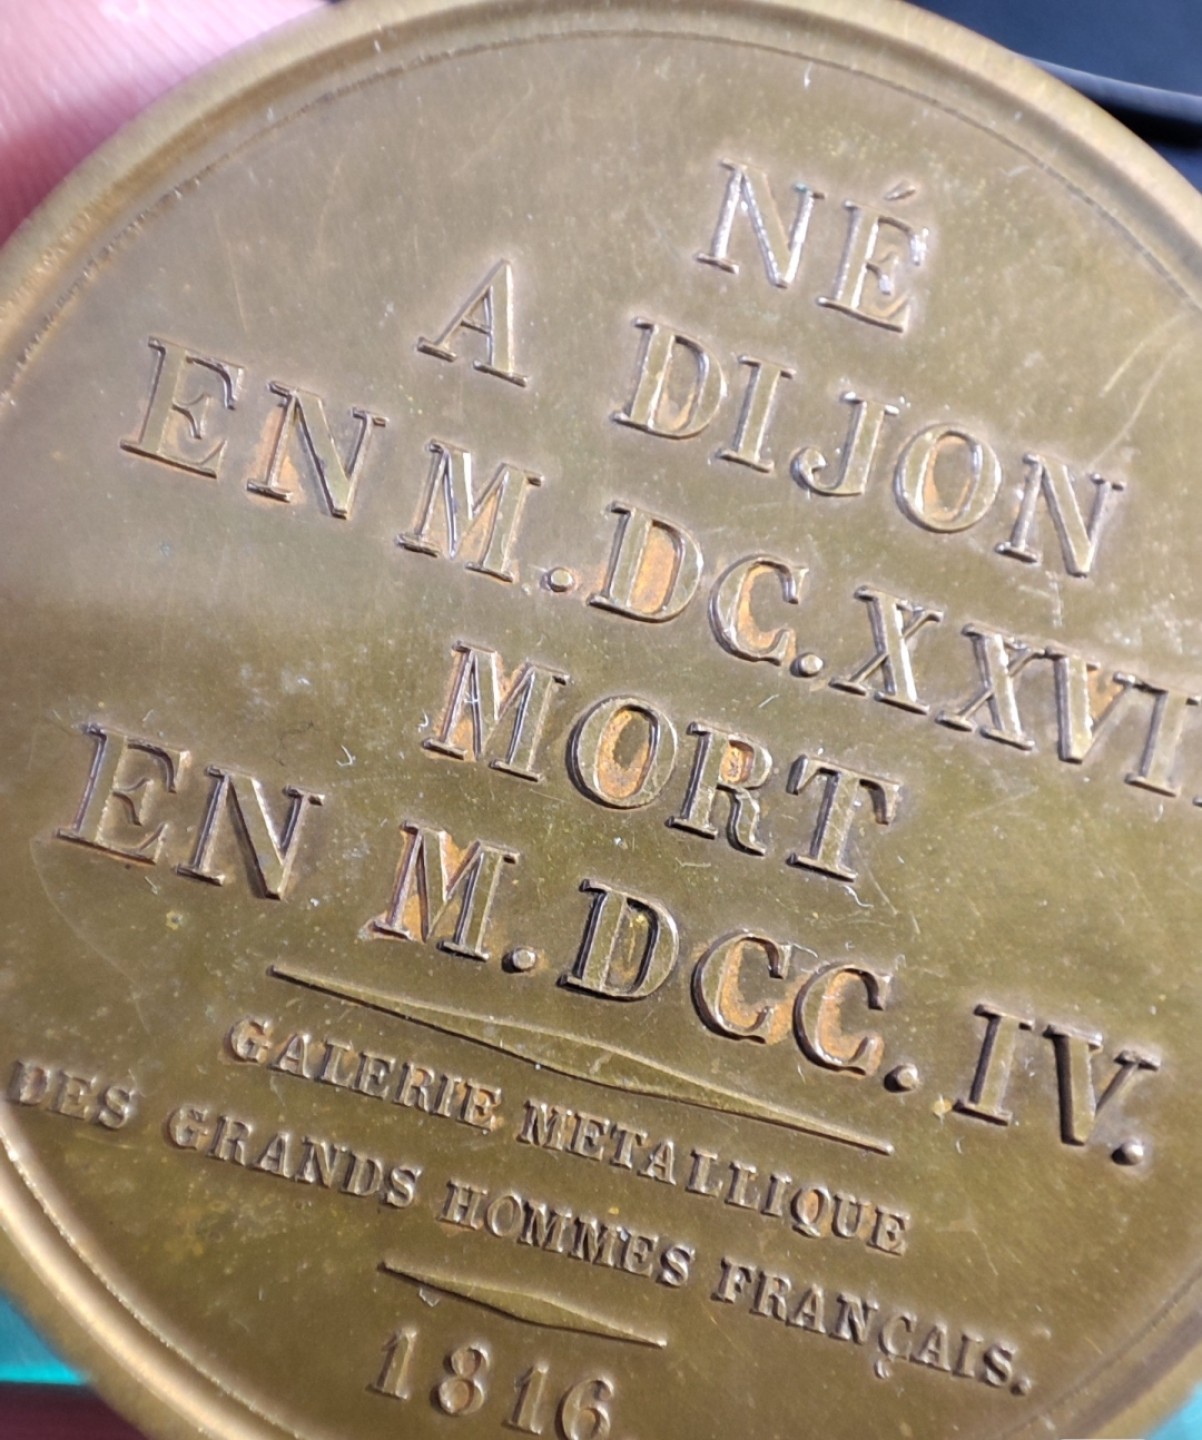 NÉ
A DIJON
EN M.DC.XXVII.
MORT
EN M.DCC.IV.
GALERIE METALLIQUE
DES GRANDS HOMMES FRANÇAIS.
1816